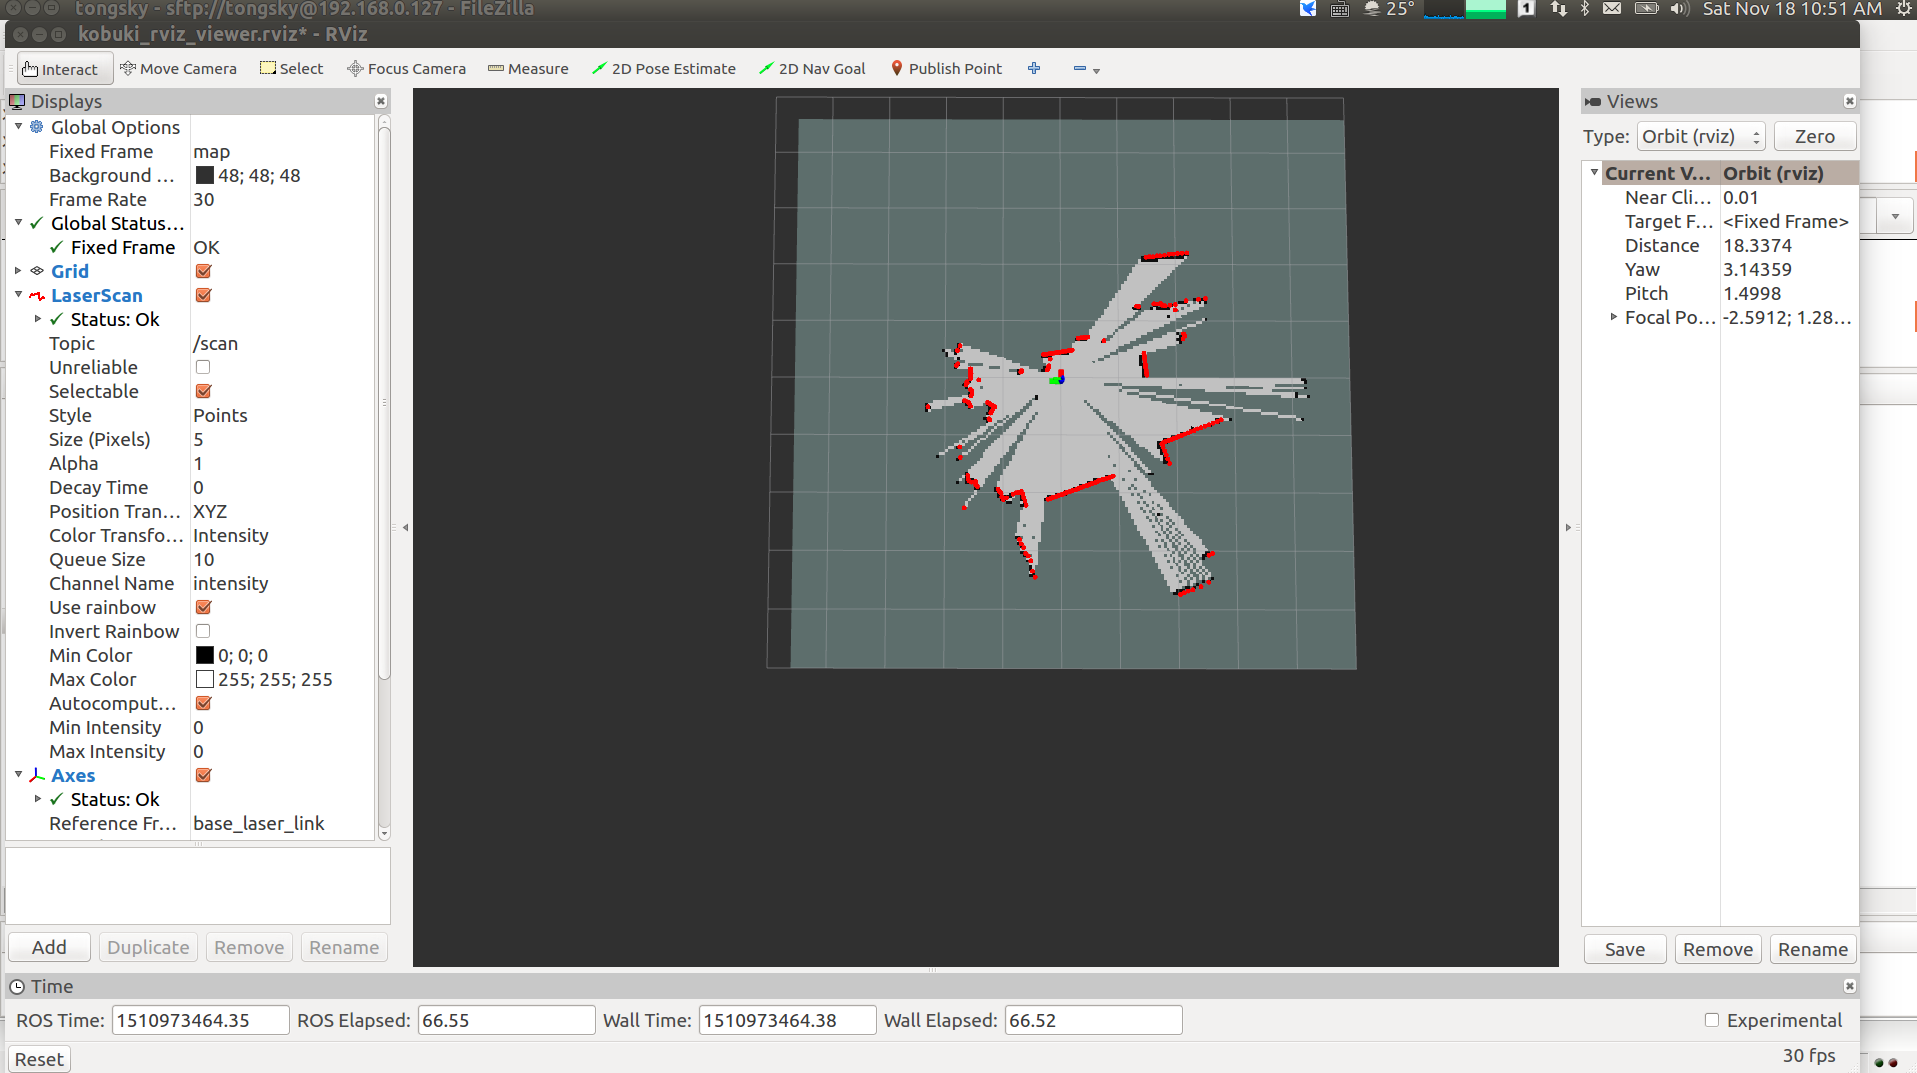 tongsky - sftp://tongsky@192.168.0.127 - FileZilla
25° 1 Sat Nov 18 10:51 AM
kobuki_rviz_viewer.rviz* - RViz
Interact Move Camera Select Focus Camera Measure 2D Pose Estimate 2D Nav Goal Publish Point
Displays
Global Options
Fixed Frame map
Background ... 48; 48; 48
Frame Rate 30
Global Status...
Fixed Frame OK
Grid
LaserScan
Status: Ok
Topic /scan
Unreliable
Selectable
Style Points
Size (Pixels) 5
Alpha 1
Decay Time 0
Position Tran... XYZ
Color Transfo... Intensity
Queue Size 10
Channel Name intensity
Use rainbow
Invert Rainbow
Min Color 0; 0; 0
Max Color 255; 255; 255
Autocomput...
Min Intensity 0
Max Intensity 0
Axes
Status: Ok
Reference Fr... base_laser_link
Add Duplicate Remove Rename
Views
Type: Orbit (rviz) Zero
Current V... Orbit (rviz)
Near Cli... 0.01
Target F... <Fixed Frame>
Distance 18.3374
Yaw 3.14359
Pitch 1.4998
Focal Po... -2.5912; 1.28...
Save Remove Rename
Time
ROS Time: 1510973464.35 ROS Elapsed: 66.55 Wall Time: 1510973464.38 Wall Elapsed: 66.52 Experimental
Reset 30 fps